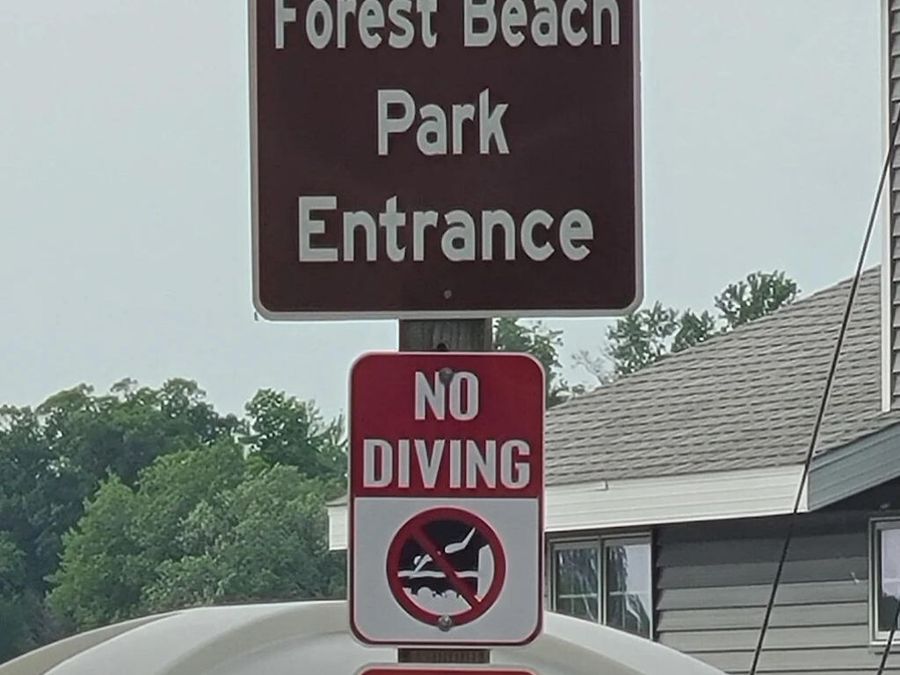 Forest Beach
Park
Entrance
NO
DIVING